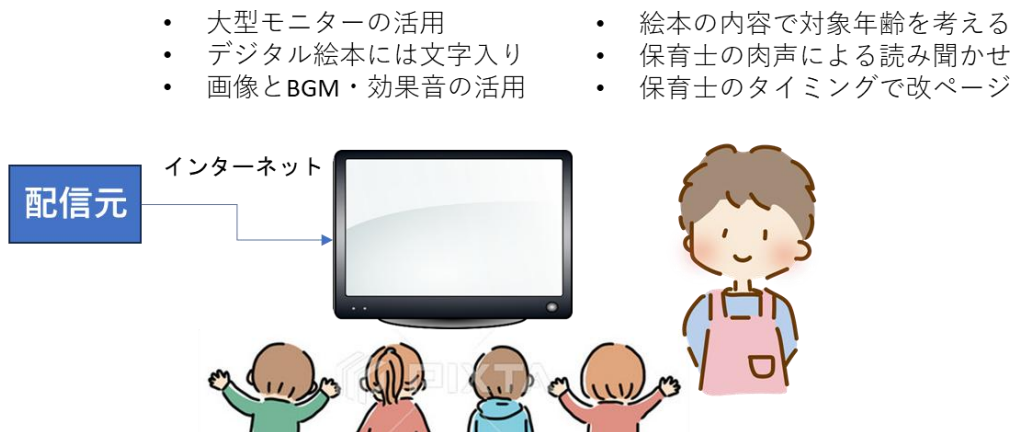 • 大型モニターの活用
• デジタル絵本には文字入り
• 画像とBGM・効果音の活用
• 絵本の内容で対象年齢を考える
• 保育士の肉声による読み聞かせ
• 保育士のタイミングで改ページ
インターネット
配信元
PIXTA